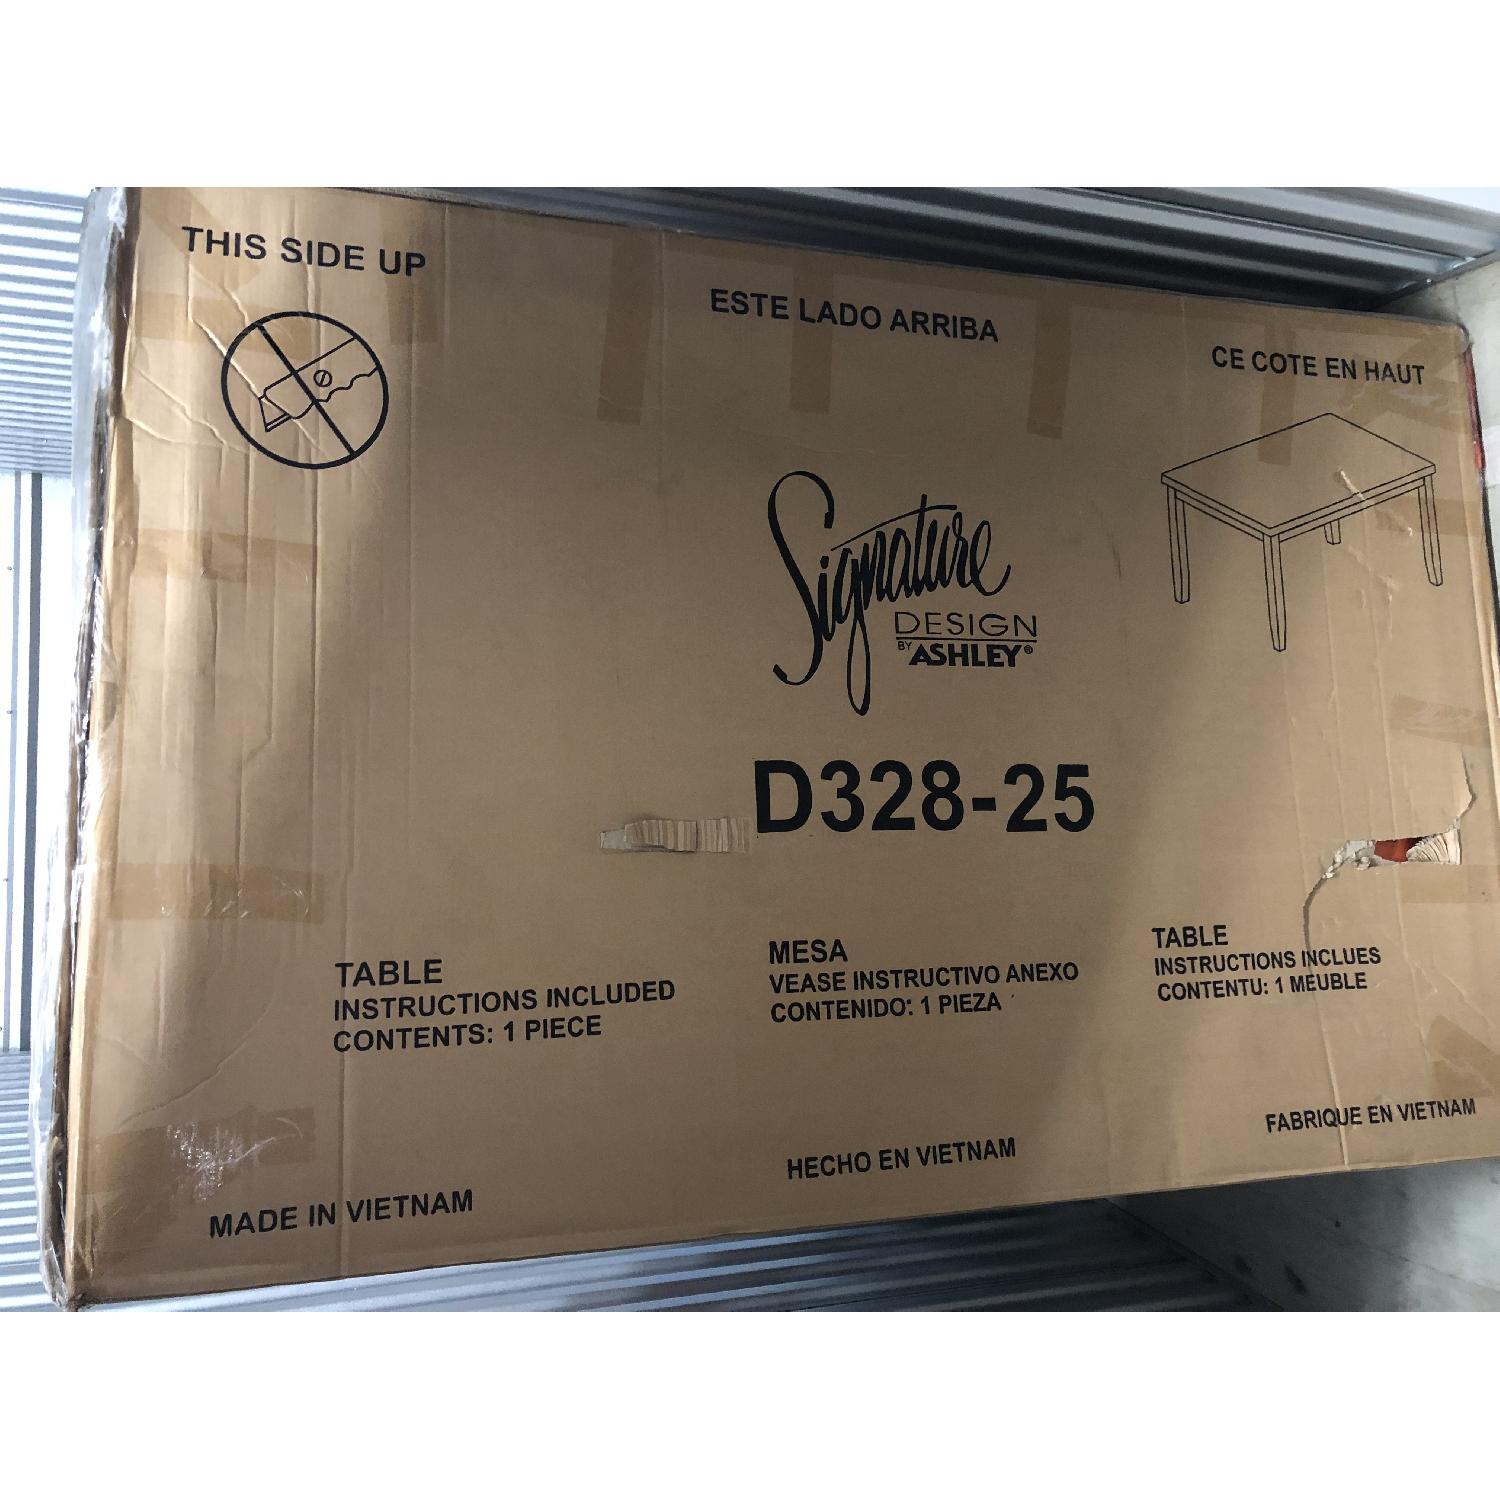 THIS SIDE UP
ESTE LADO ARRIBA
CE COTE EN HAUT
Signature
DESIGN
BY ASHLEY®
D328-25
TABLE
INSTRUCTIONS INCLUDED
CONTENTS: 1 PIECE
MESA
VEASE INSTRUCTIVO ANEXO
CONTENIDO: 1 PIEZA
TABLE
INSTRUCTIONS INCLUES
CONTENTU: 1 MEUBLE
MADE IN VIETNAM
HECHO EN VIETNAM
FABRIQUE EN VIETNAM